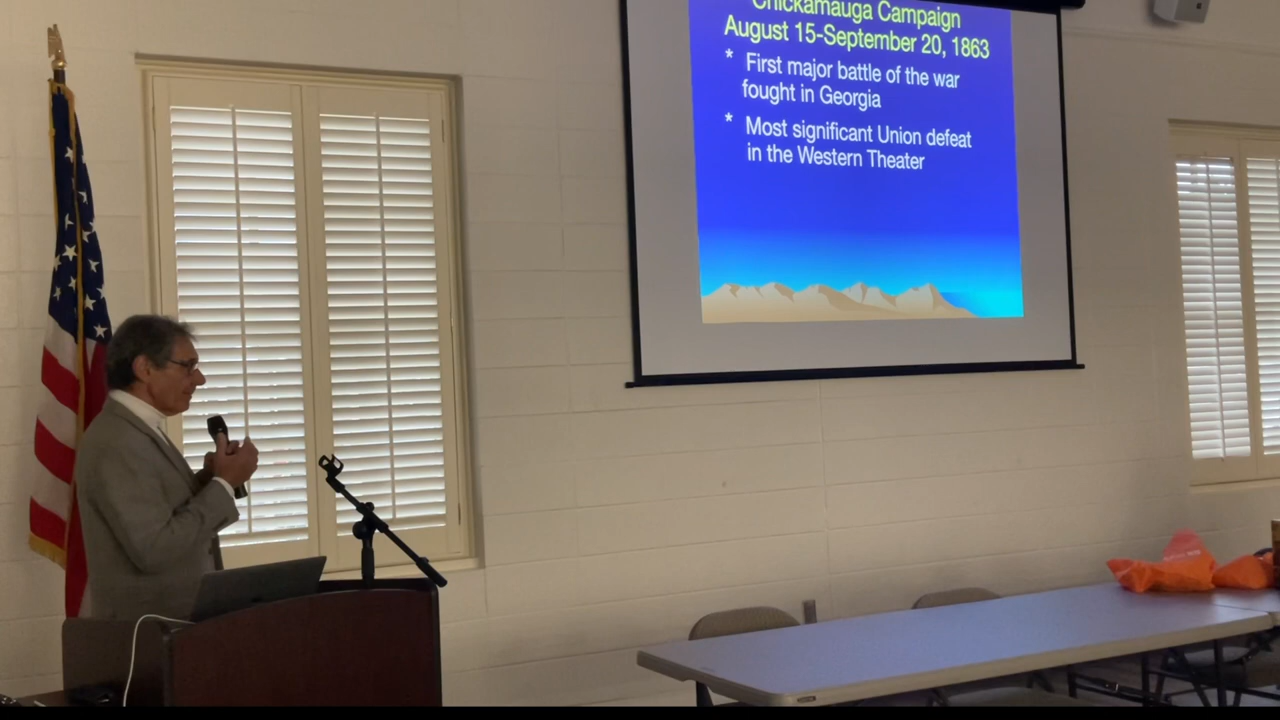 Chickamauga Campaign
August 15-September 20, 1863
* First major battle of the war
fought in Georgia
* Most significant Union defeat
in the Western Theater